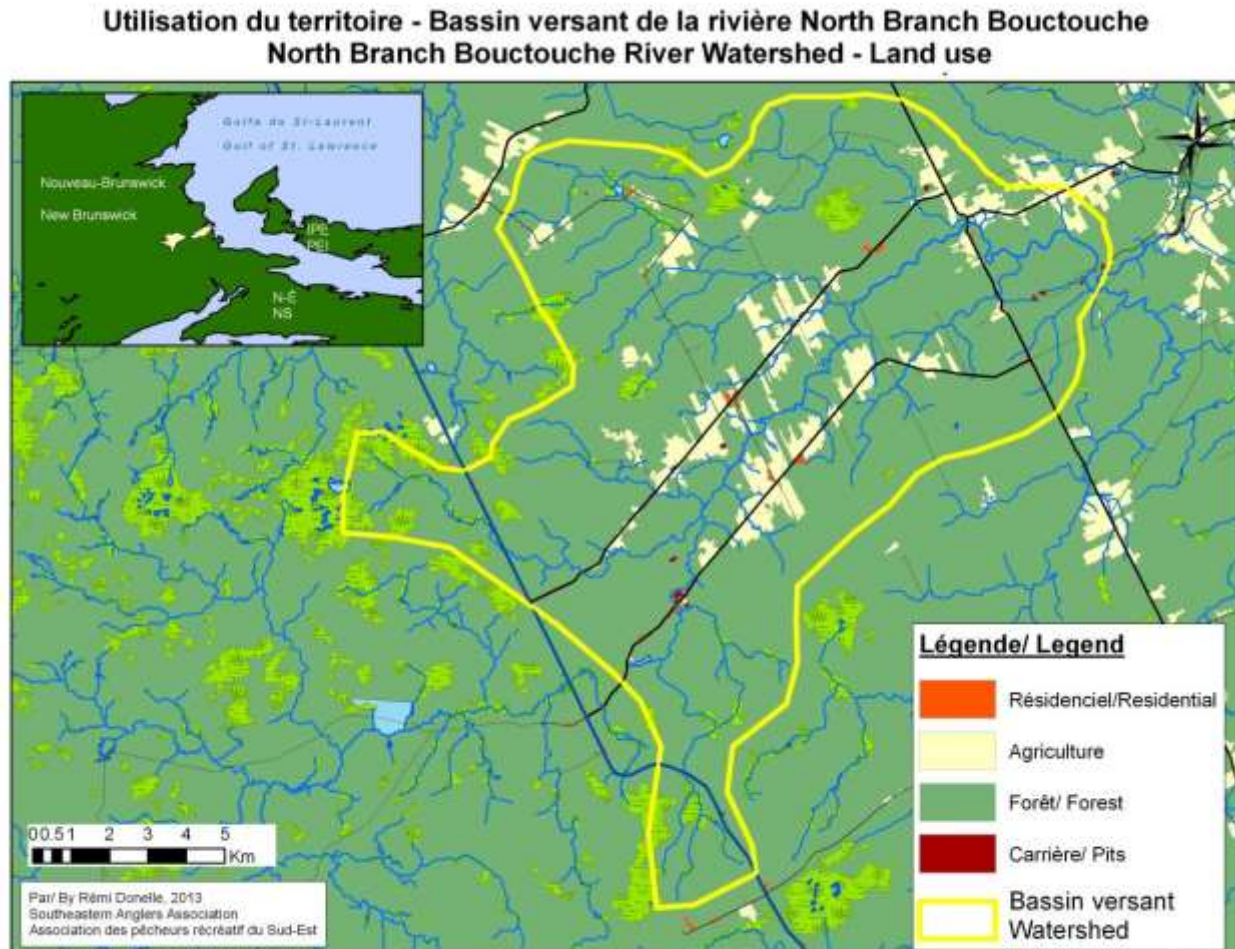 Utilisation du territoire - Bassin versant de la rivière North Branch Bouctouche
North Branch Bouctouche River Watershed - Land use
Golfe du St-Laurent
Gulf of St. Lawrence
Nouveau-Brunswick
New Brunswick
IPE
PEI
N-É
NS
Légende/ Legend
Résidenciel/Residential
Agriculture
Forêt/ Forest
Carrière/ Pits
Bassin versant
Watershed
0 0.5 1 2 3 4 5
Km
Par/ By Rémi Donelle, 2013
Southeastern Anglers Association
Association des pêcheurs récréatif du Sud-Est